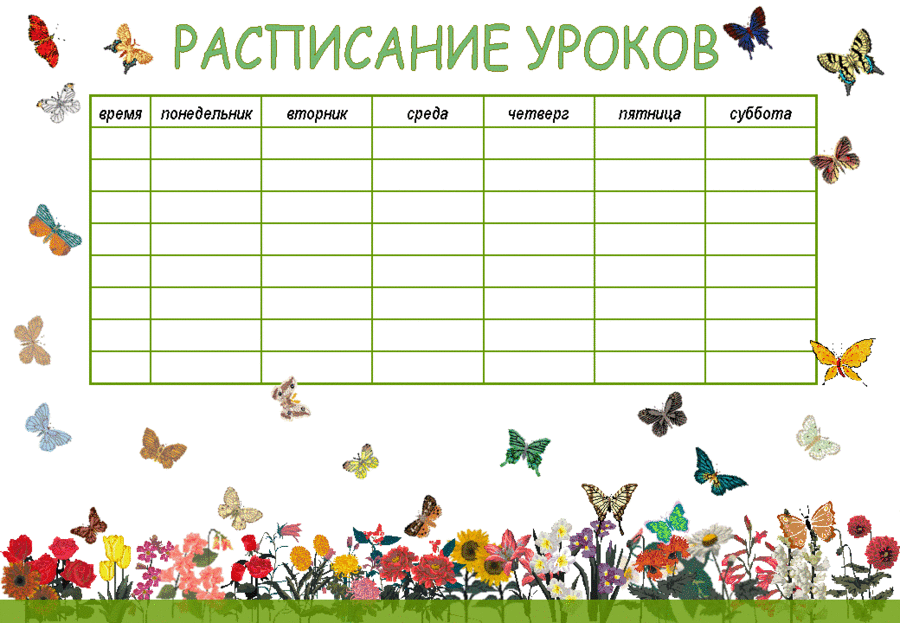 РАСПИСАНИЕ УРОКОВ
время понедельник вторник среда четверг пятница суббота